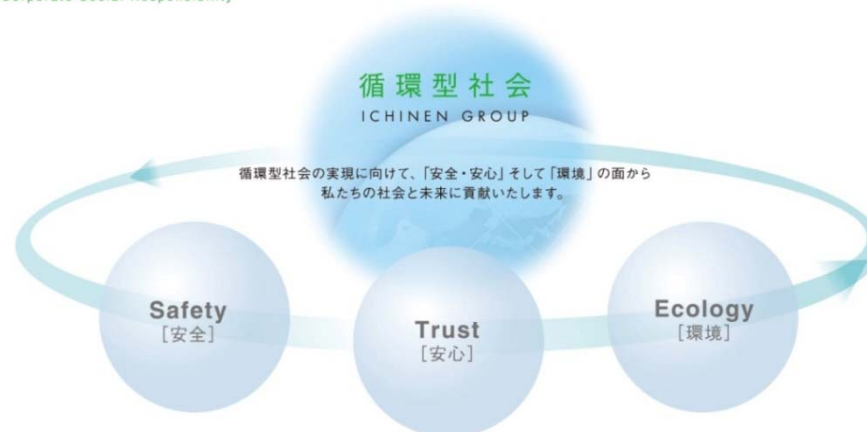 循環型社会
ICHINEN GROUP
循環型社会の実現に向けて、「安全・安心」そして「環境」の面から
私たちの社会と未来に貢献いたします。
Safety
[安全]
Trust
[安心]
Ecology
[環境]